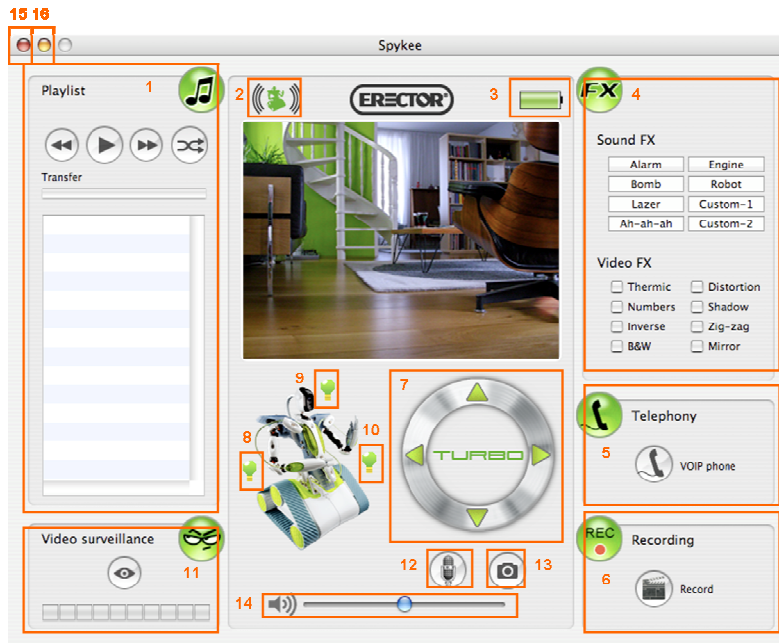 15 16
Spykee
Playlist
1
Transfer
2
ERECTOR
3
FX
4
Sound FX
Alarm
Engine
Bomb
Robot
Lazer
Custom-1
Ah-ah-ah
Custom-2
Video FX
Thermic
Distortion
Numbers
Shadow
Inverse
Zig-zag
B&W
Mirror
9
8
10
7
TURBO
Telephony
5
VOIP phone
Video surveillance
11
12
13
14
REC
Recording
6
Record